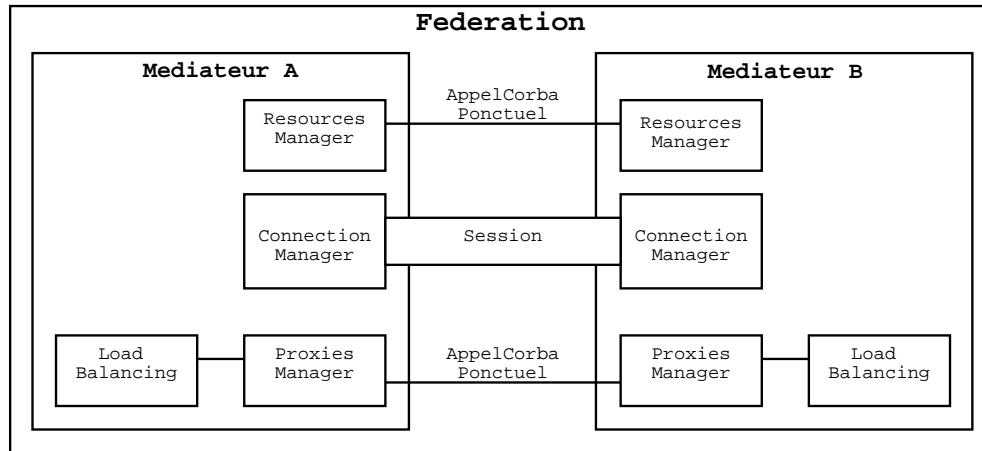 Federation
Mediateur A
Mediateur B
AppelCorba
Ponctuel
Resources
Manager
Resources
Manager
Connection
Manager
Session
Connection
Manager
Load
Balancing
Proxies
Manager
AppelCorba
Ponctuel
Proxies
Manager
Load
Balancing